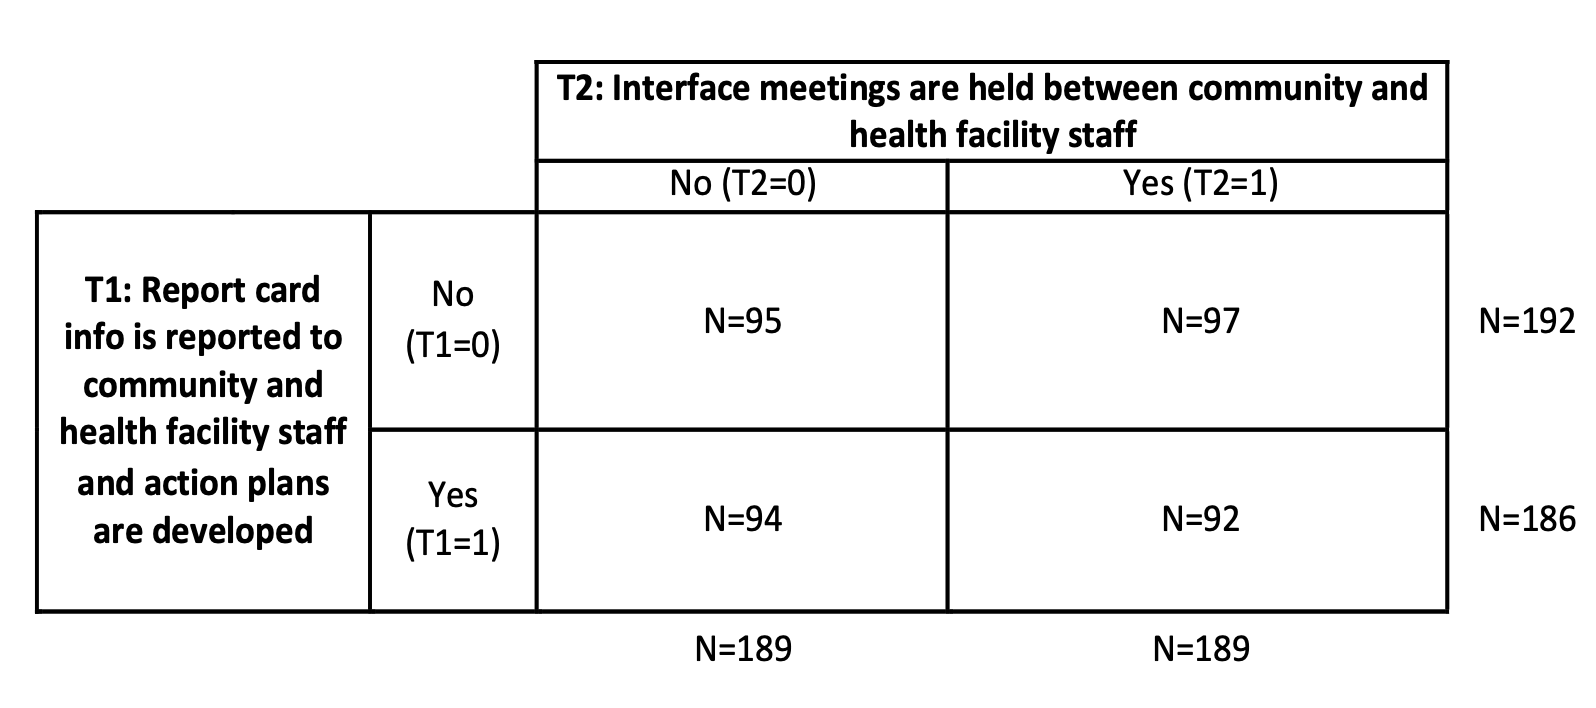 T2: Interface meetings are held between community and
health facility staff
No (T2=0)
Yes (T2=1)
T1: Report card
info is reported to
community and
health facility staff
and action plans
are developed
No
(T1=0)
N=95
N=97
N=192
Yes
(T1=1)
N=94
N=92
N=186
N=189
N=189